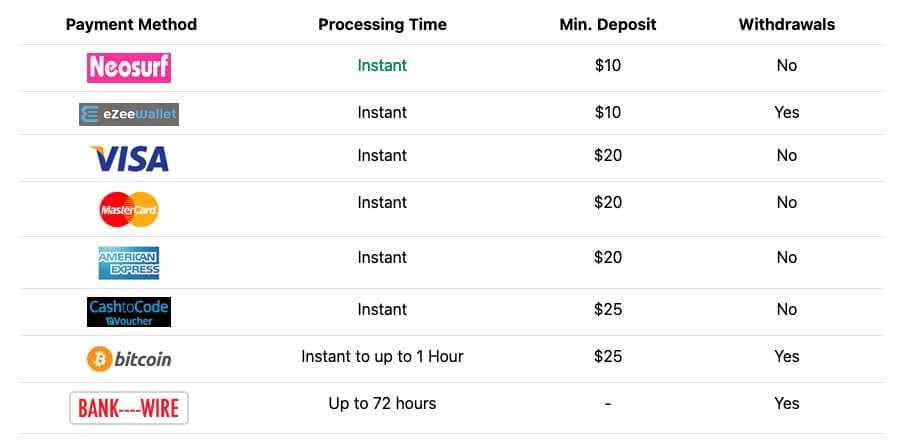 Payment Method Processing Time Min. Deposit Withdrawals
Neosurf Instant $10 No
eZeewallet Instant $10 Yes
VISA Instant $20 No
MasterCard Instant $20 No
AMERICAN
EXPRESS Instant $20 No
CashtoCode
Voucher Instant $25 No
bitcoin Instant to up to 1 Hour $25 Yes
BANK----WIRE Up to 72 hours - Yes